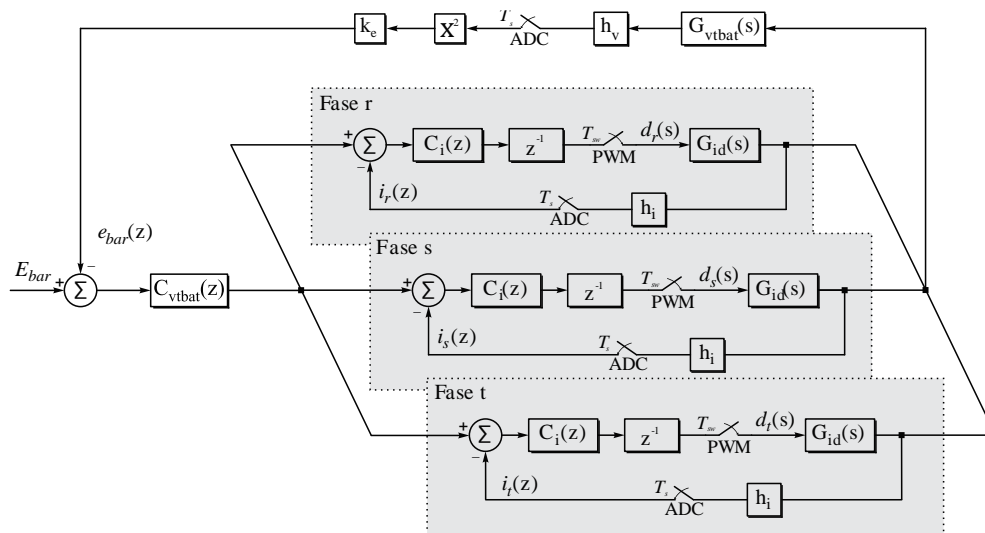 k_e
X²
T_s
ADC
h_v
G_vtbat(s)
Fase r
+
Σ
−
C_i(z)
z⁻¹
T_sw
PWM
d_r(s)
G_id(s)
i_r(z)
T_s
ADC
h_i
e_bar(z)
E_bar
+
−
Σ
C_vtbat(z)
Fase s
+
Σ
−
C_i(z)
z⁻¹
T_sw
PWM
d_s(s)
G_id(s)
i_s(z)
T_s
ADC
h_i
Fase t
+
Σ
−
C_i(z)
z⁻¹
T_sw
PWM
d_t(s)
G_id(s)
i_t(z)
T_s
ADC
h_i